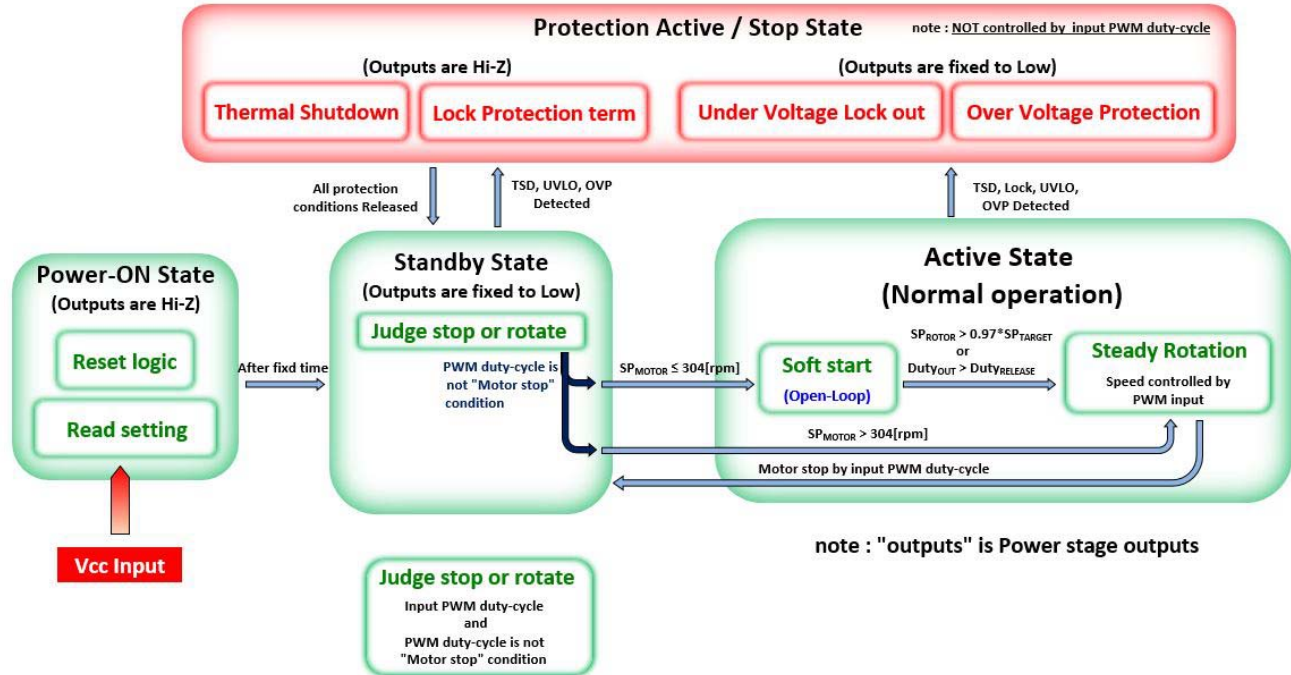 Protection Active / Stop State
note : NOT controlled by input PWM duty-cycle
(Outputs are Hi-Z)
(Outputs are fixed to Low)
Thermal Shutdown
Lock Protection term
Under Voltage Lock out
Over Voltage Protection
All protection
conditions Released
TSD, UVLO, OVP
Detected
TSD, Lock, UVLO,
OVP Detected
Power-ON State
(Outputs are Hi-Z)
Reset logic
Read setting
Vcc Input
After fixd time
Standby State
(Outputs are fixed to Low)
Judge stop or rotate
PWM duty-cycle is
not "Motor stop"
condition
SPMOTOR ≤ 304[rpm]
Active State
(Normal operation)
Soft start
(Open-Loop)
SPROTOR > 0.97*SPTARGET
or
DutyOUT > DutyRELEASE
Steady Rotation
Speed controlled by
PWM input
SPMOTOR > 304[rpm]
Motor stop by input PWM duty-cycle
note : "outputs" is Power stage outputs
Judge stop or rotate
Input PWM duty-cycle
and
PWM duty-cycle is not
"Motor stop" condition